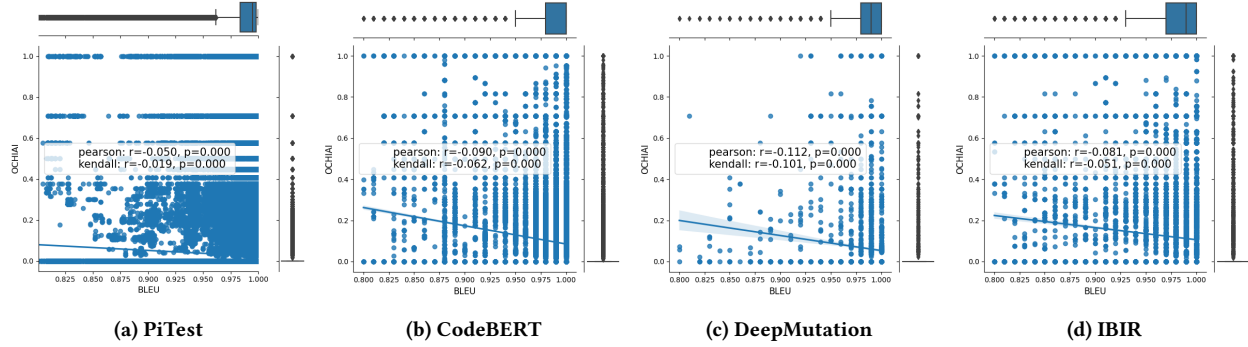 1.0
0.8
0.6
0.4
0.2
0.0
OCHIAI
pearson: r=-0.050, p=0.000
kendall: r=-0.019, p=0.000
0.825 0.850 0.875 0.900 0.925 0.950 0.975 1.000
BLEU
(a) PiTest
1.0
0.8
0.6
0.4
0.2
0.0
OCHIAI
pearson: r=-0.090, p=0.000
kendall: r=-0.062, p=0.000
0.800 0.825 0.850 0.875 0.900 0.925 0.950 0.975 1.000
BLEU
(b) CodeBERT
1.0
0.8
0.6
0.4
0.2
0.0
OCHIAI
pearson: r=-0.112, p=0.000
kendall: r=-0.101, p=0.000
0.800 0.825 0.850 0.875 0.900 0.925 0.950 0.975 1.000
BLEU
(c) DeepMutation
1.0
0.8
0.6
0.4
0.2
0.0
OCHIAI
pearson: r=-0.081, p=0.000
kendall: r=-0.051, p=0.000
0.800 0.825 0.850 0.875 0.900 0.925 0.950 0.975 1.000
BLEU
(d) IBIR